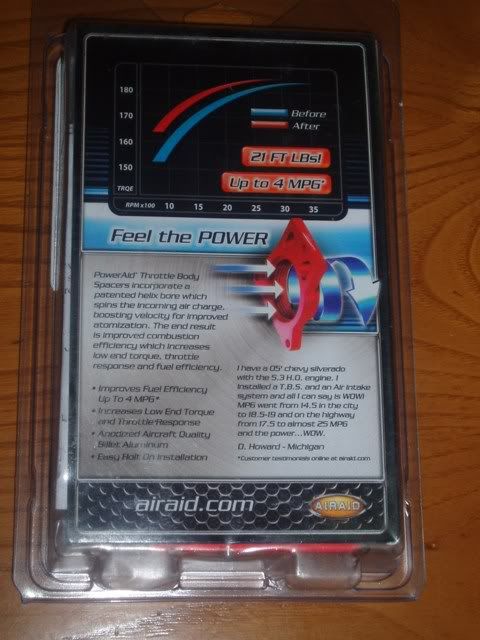 180
170
160
150
TRQE
RPM x100 10 15 20 25 30 35
Before
After
21 FT LBS!
Up to 4 MPG*
Feel the POWER
PowerAid™ Throttle Body
Spacers incorporate a
patented helix bore which
spins the incoming air charge,
boosting velocity for improved
atomization. The end result
is improved combustion
efficiency which increases
low end torque, throttle
response and fuel efficiency.
• Improves Fuel Efficiency
Up To 4 MPG*
• Increases Low End Torque
and Throttle Response
• Anodized Aircraft Quality
Billet Aluminum
• Easy Bolt On Installation
I have a 05' chevy silverado
with the 5.3 H.O. engine. I
installed a T.B.S. and an Air Intake
system and all I can say is WOW!
MPG went from 14.5 in the city
to 18.5-19 and on the highway
from 17.5 to almost 25 MPG
and the power...WOW.
D. Howard - Michigan
*Customer testimonials online at airaid.com
airaid.com
AIRAID